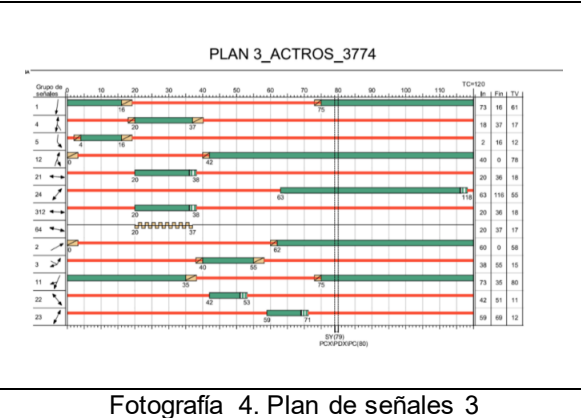 PLAN 3_ACTROS_3774
TC=120
Grupo de señales 0 10 20 30 40 50 60 70 80 90 100 110 In Fin TV
1 16 75 73 16 61
4 20 37 18 37 17
5 4 16 2 16 12
12 0 42 40 0 78
21 20 38 20 36 18
24 63 118 63 116 55
312 20 38 20 36 18
64 20 37 20 37 17
2 0 62 60 0 58
3 40 55 38 55 15
11 35 75 73 35 80
22 42 53 42 51 11
23 59 71 59 69 12
SY(79)
PCX\PDX\PC(80)
Fotografía 4. Plan de señales 3